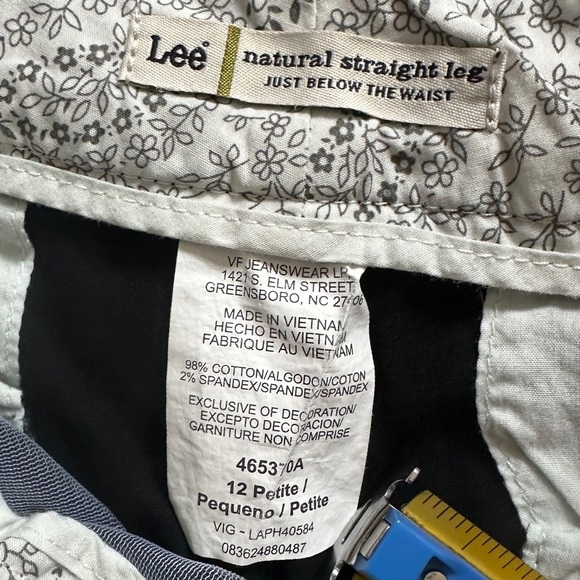 Lee® natural straight leg
JUST BELOW THE WAIST
VF JEANSWEAR LP
1421 S. ELM STREET
GREENSBORO, NC
MADE IN VIETNAM
HECHO EN VIETNAM
FABRIQUE AU VIETNAM
98% COTTON/ALGODON/COTON
2% SPANDEX/SPANDEX/SPANDEX
EXCLUSIVE OF DECORATION/
EXCEPTO DECORACION/
GARNITURE NON COMPRISE
465370A
12 Petite /
Pequeno / Petite
VIG - LAPH40584
083624880487